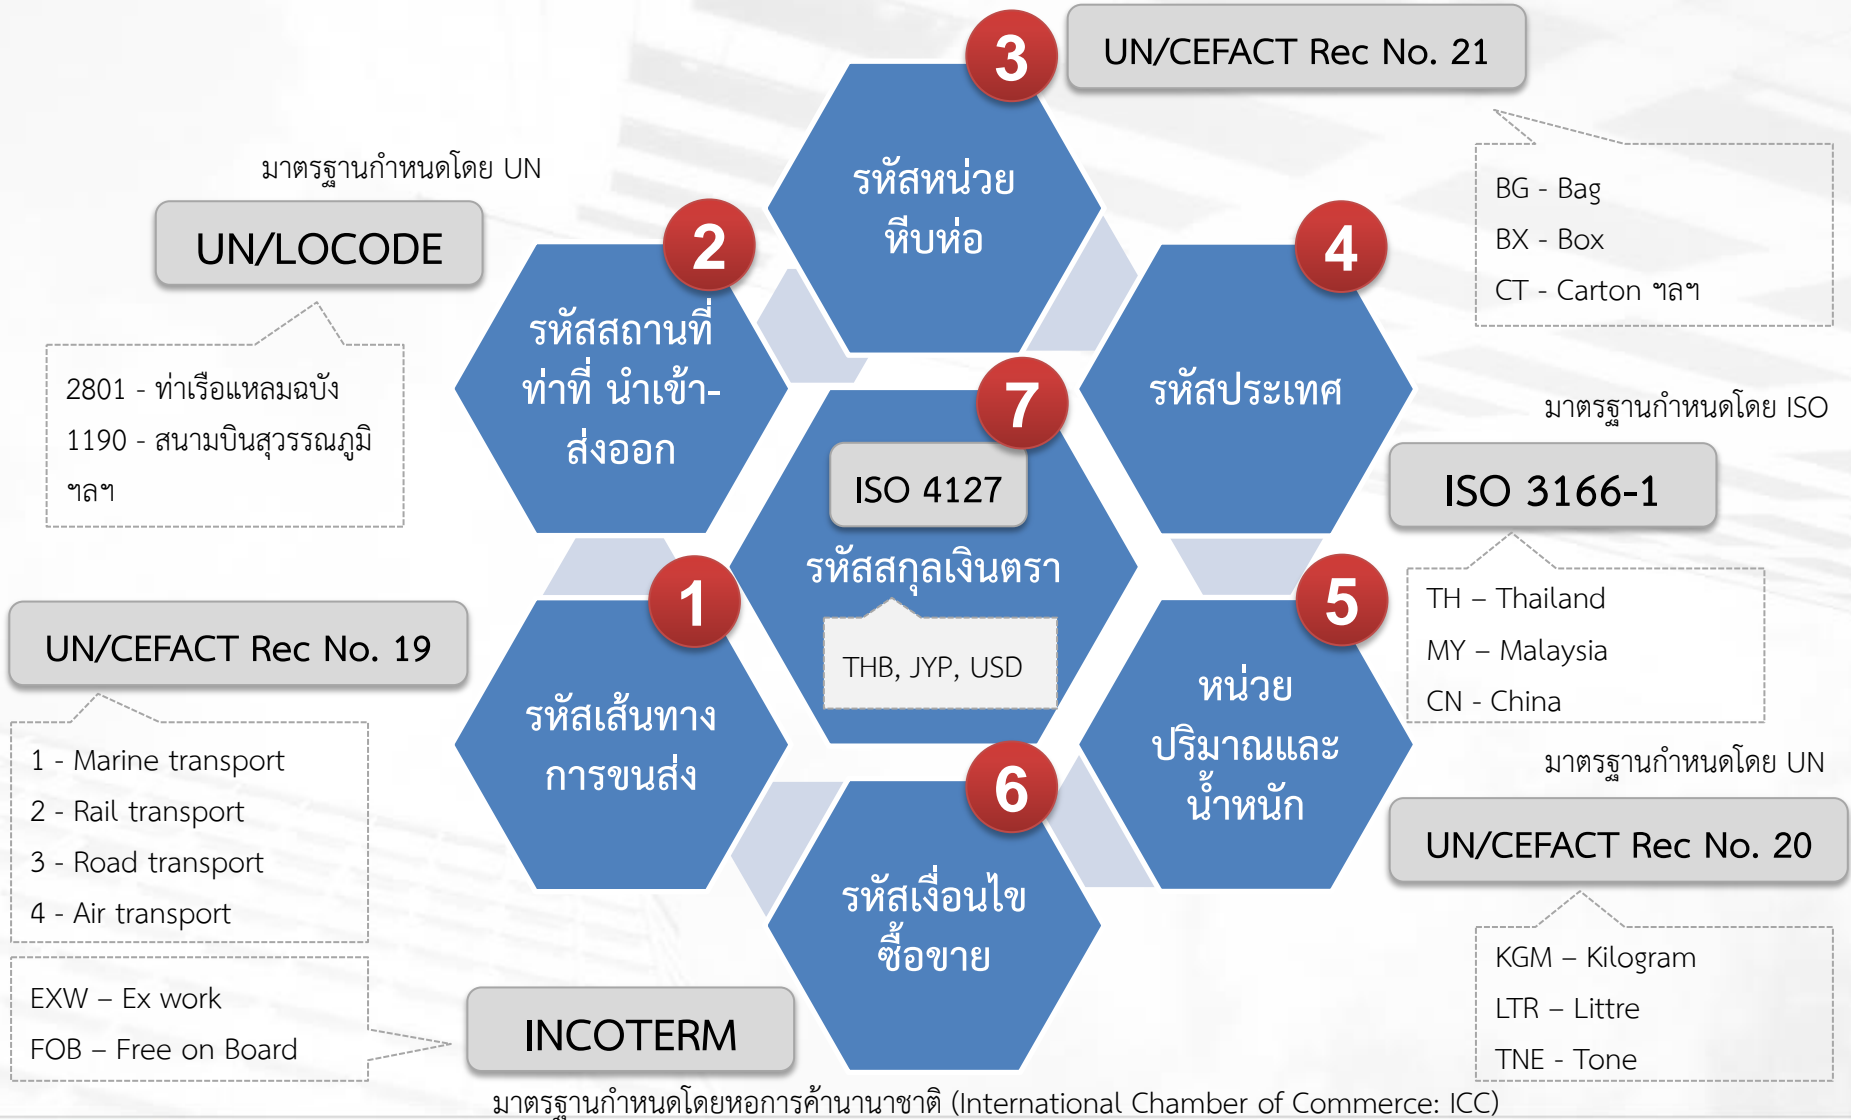 3
UN/CEFACT Rec No. 21
รหัสหน่วย
หีบห่อ
BG - Bag
BX - Box
CT - Carton ฯลฯ
มาตรฐานกำหนดโดย UN
UN/LOCODE
2
รหัสสถานที่
ท่าที่ นำเข้า-
ส่งออก
2801 - ท่าเรือแหลมฉบัง
1190 - สนามบินสุวรรณภูมิ
ฯลฯ
4
รหัสประเทศ
มาตรฐานกำหนดโดย ISO
ISO 3166-1
TH – Thailand
MY – Malaysia
CN - China
7
ISO 4127
รหัสสกุลเงินตรา
THB, JYP, USD
1
UN/CEFACT Rec No. 19
รหัสเส้นทาง
การขนส่ง
1 - Marine transport
2 - Rail transport
3 - Road transport
4 - Air transport
5
หน่วย
ปริมาณและ
น้ำหนัก
มาตรฐานกำหนดโดย UN
UN/CEFACT Rec No. 20
KGM – Kilogram
LTR – Littre
TNE - Tone
6
รหัสเงื่อนไข
ซื้อขาย
EXW – Ex work
FOB – Free on Board
INCOTERM
มาตรฐานกำหนดโดยหอการค้านานาชาติ (International Chamber of Commerce: ICC)